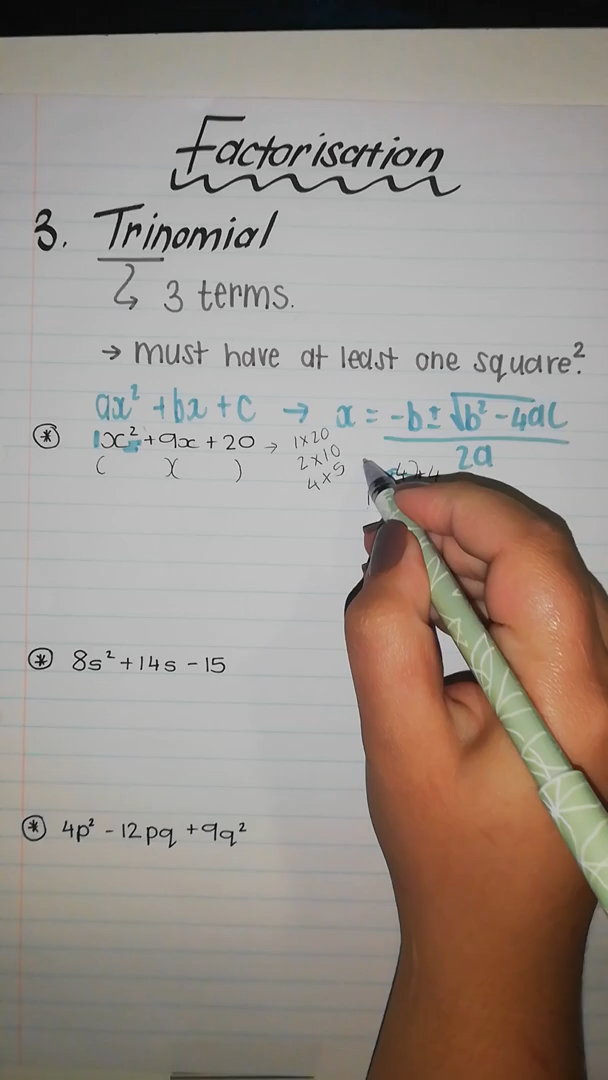 Factorisation
3. Trinomial
↳ 3 terms.
→ must have at least one square².
ax² + bx + c → x = -b ± √b² - 4ac
2a
⊛ 1x² + 9x + 20 → 1 x 20
2 x 10
4 x 5
( )( )
⊛ 8s² + 14s - 15
⊛ 4p² - 12pq + 9q²